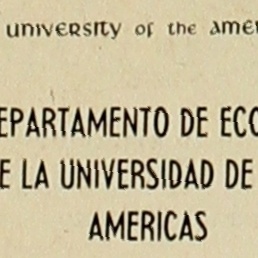 university of the ame
EPARTAMENTO DE ECO
E LA UNIVERSIDAD DE
AMERICAS